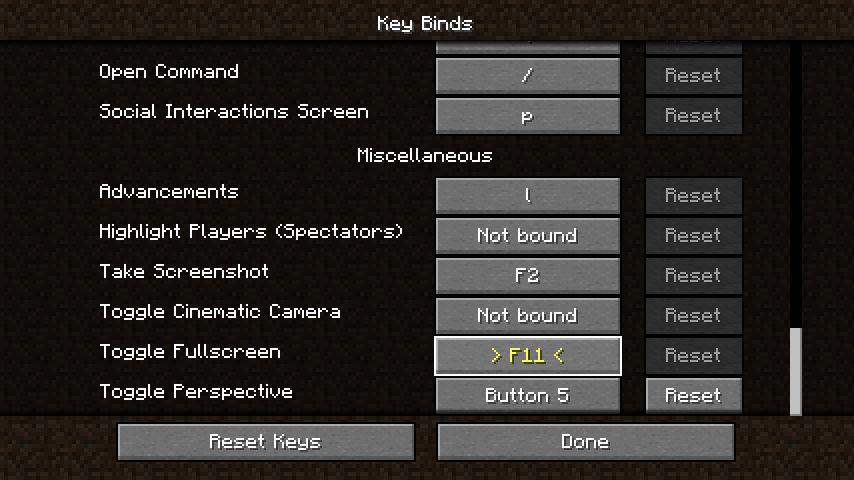 Key Binds
Open Command / Reset
Social Interactions Screen p Reset
Miscellaneous
Advancements l Reset
Highlight Players (Spectators) Not bound Reset
Take Screenshot F2 Reset
Toggle Cinematic Camera Not bound Reset
Toggle Fullscreen > F11 < Reset
Toggle Perspective Button 5 Reset
Reset Keys Done